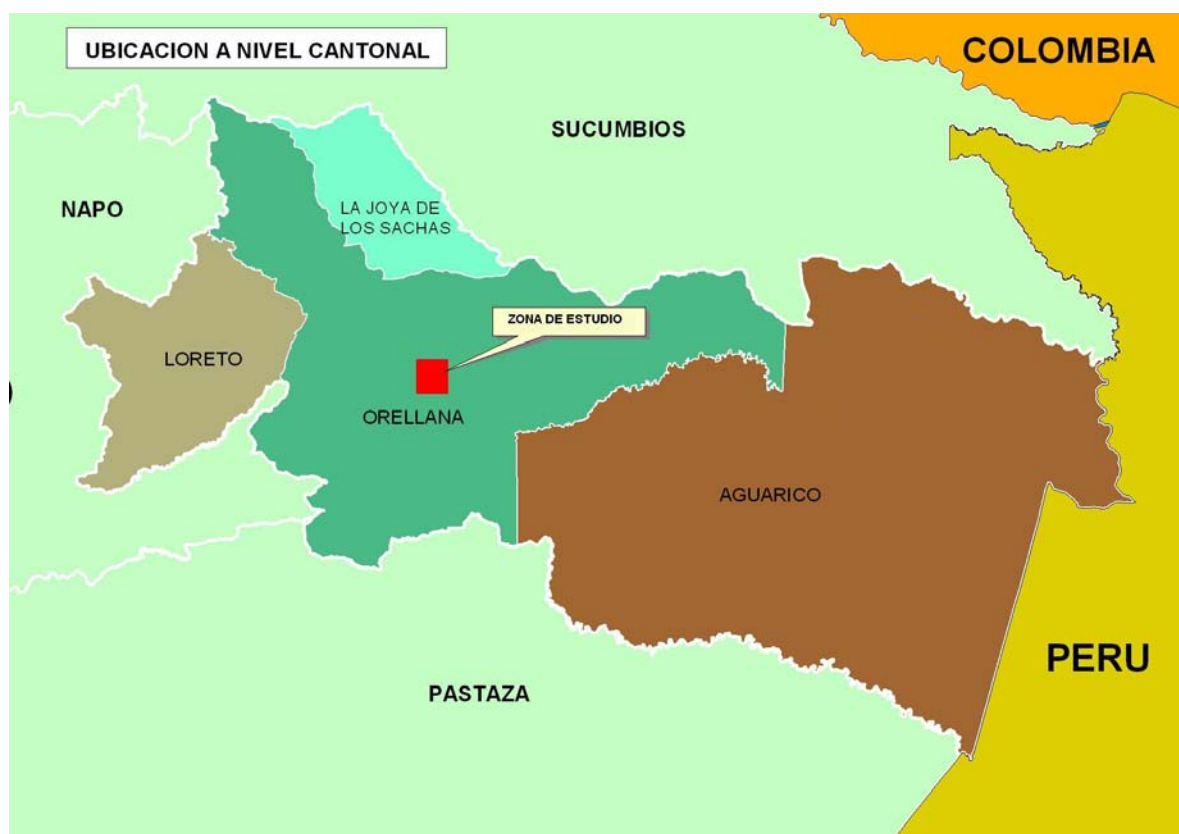 UBICACION A NIVEL CANTONAL
COLOMBIA
SUCUMBIOS
NAPO
LA JOYA DE
LOS SACHAS
ZONA DE ESTUDIO
LORETO
ORELLANA
AGUARICO
PERU
PASTAZA